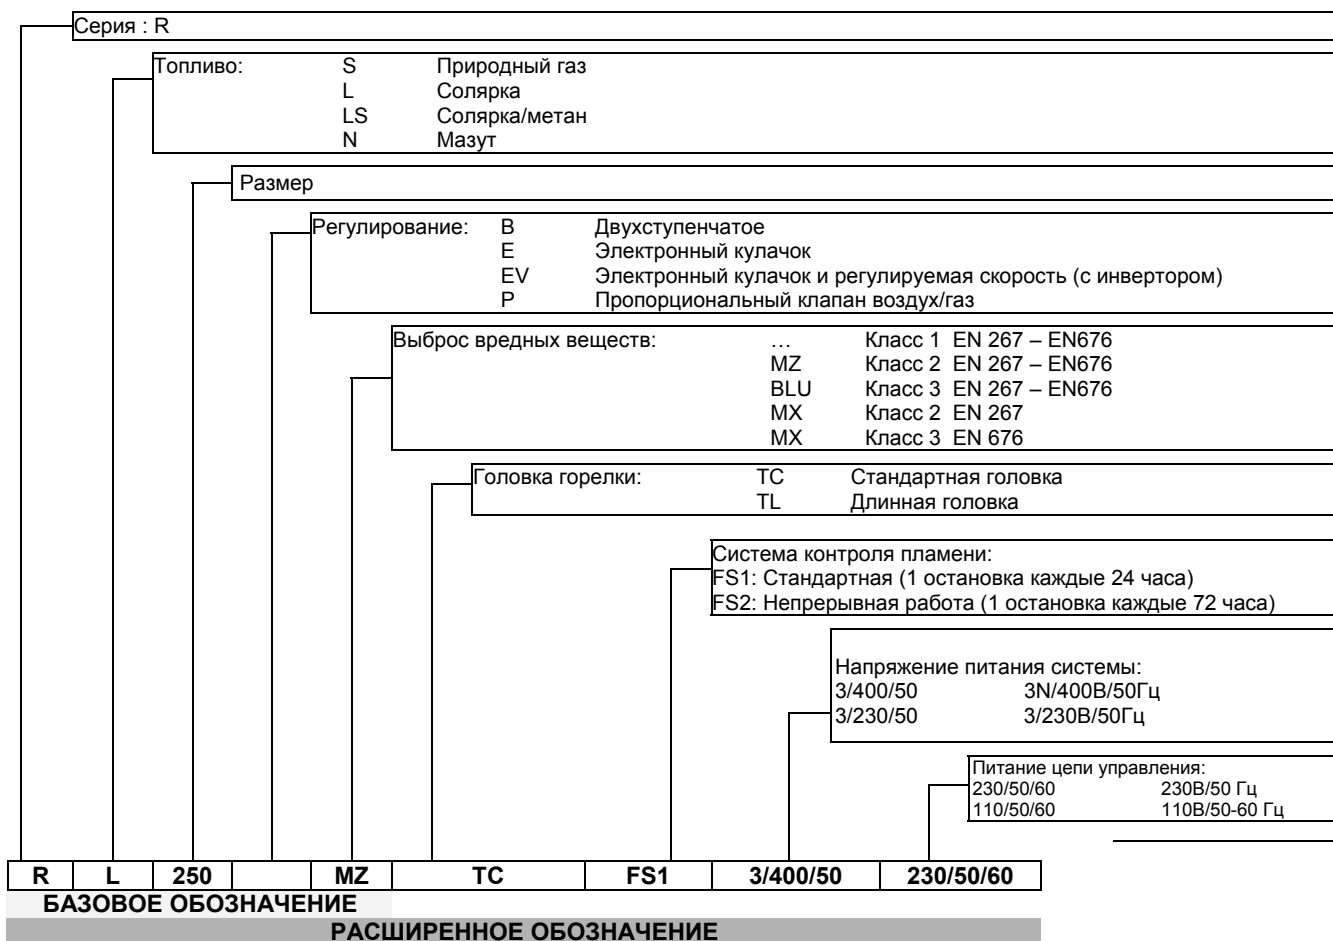 Серия : R
Топливо: S Природный газ
L Солярка
LS Солярка/метан
N Мазут
Размер
Регулирование: B Двухступенчатое
E Электронный кулачок
EV Электронный кулачок и регулируемая скорость (с инвертором)
P Пропорциональный клапан воздух/газ
Выброс вредных веществ: … Класс 1 EN 267 – EN676
MZ Класс 2 EN 267 – EN676
BLU Класс 3 EN 267 – EN676
MX Класс 2 EN 267
MX Класс 3 EN 676
Головка горелки: TC Стандартная головка
TL Длинная головка
Система контроля пламени:
FS1: Стандартная (1 остановка каждые 24 часа)
FS2: Непрерывная работа (1 остановка каждые 72 часа)
Напряжение питания системы:
3/400/50 3N/400В/50Гц
3/230/50 3/230В/50Гц
Питание цепи управления:
230/50/60 230В/50 Гц
110/50/60 110В/50-60 Гц
R L 250 MZ TC FS1 3/400/50 230/50/60
БАЗОВОЕ ОБОЗНАЧЕНИЕ
РАСШИРЕННОЕ ОБОЗНАЧЕНИЕ